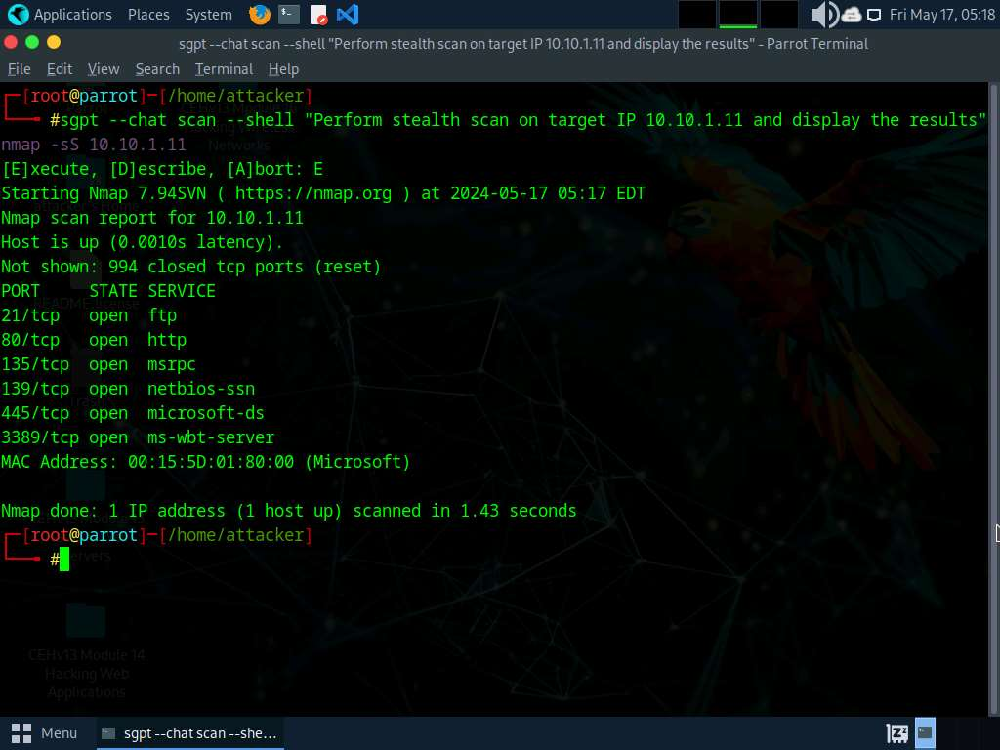 Applications Places System Fri May 17, 05:18
sgpt --chat scan --shell "Perform stealth scan on target IP 10.10.1.11 and display the results" - Parrot Terminal
File Edit View Search Terminal Help
┌─[root@parrot]─[/home/attacker]
└──╼ #sgpt --chat scan --shell "Perform stealth scan on target IP 10.10.1.11 and display the results"
nmap -sS 10.10.1.11
[E]xecute, [D]escribe, [A]bort: E
Starting Nmap 7.94SVN ( https://nmap.org ) at 2024-05-17 05:17 EDT
Nmap scan report for 10.10.1.11
Host is up (0.0010s latency).
Not shown: 994 closed tcp ports (reset)
PORT STATE SERVICE
21/tcp open ftp
80/tcp open http
135/tcp open msrpc
139/tcp open netbios-ssn
445/tcp open microsoft-ds
3389/tcp open ms-wbt-server
MAC Address: 00:15:5D:01:80:00 (Microsoft)
Nmap done: 1 IP address (1 host up) scanned in 1.43 seconds
┌─[root@parrot]─[/home/attacker]
└──╼ #
CEHv13 Module 14
Hacking Web
Applications
Menu sgpt --chat scan --she...